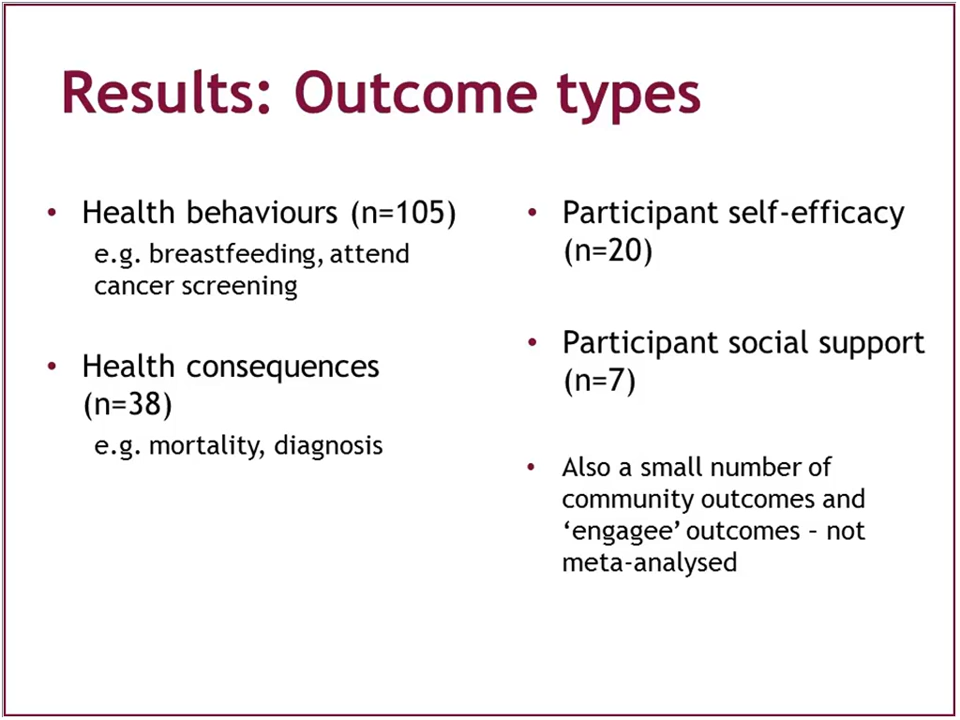 Results: Outcome types
• Health behaviours (n=105)
e.g. breastfeeding, attend
cancer screening
• Health consequences
(n=38)
e.g. mortality, diagnosis
• Participant self-efficacy
(n=20)
• Participant social support
(n=7)
• Also a small number of
community outcomes and
‘engagee’ outcomes – not
meta-analysed